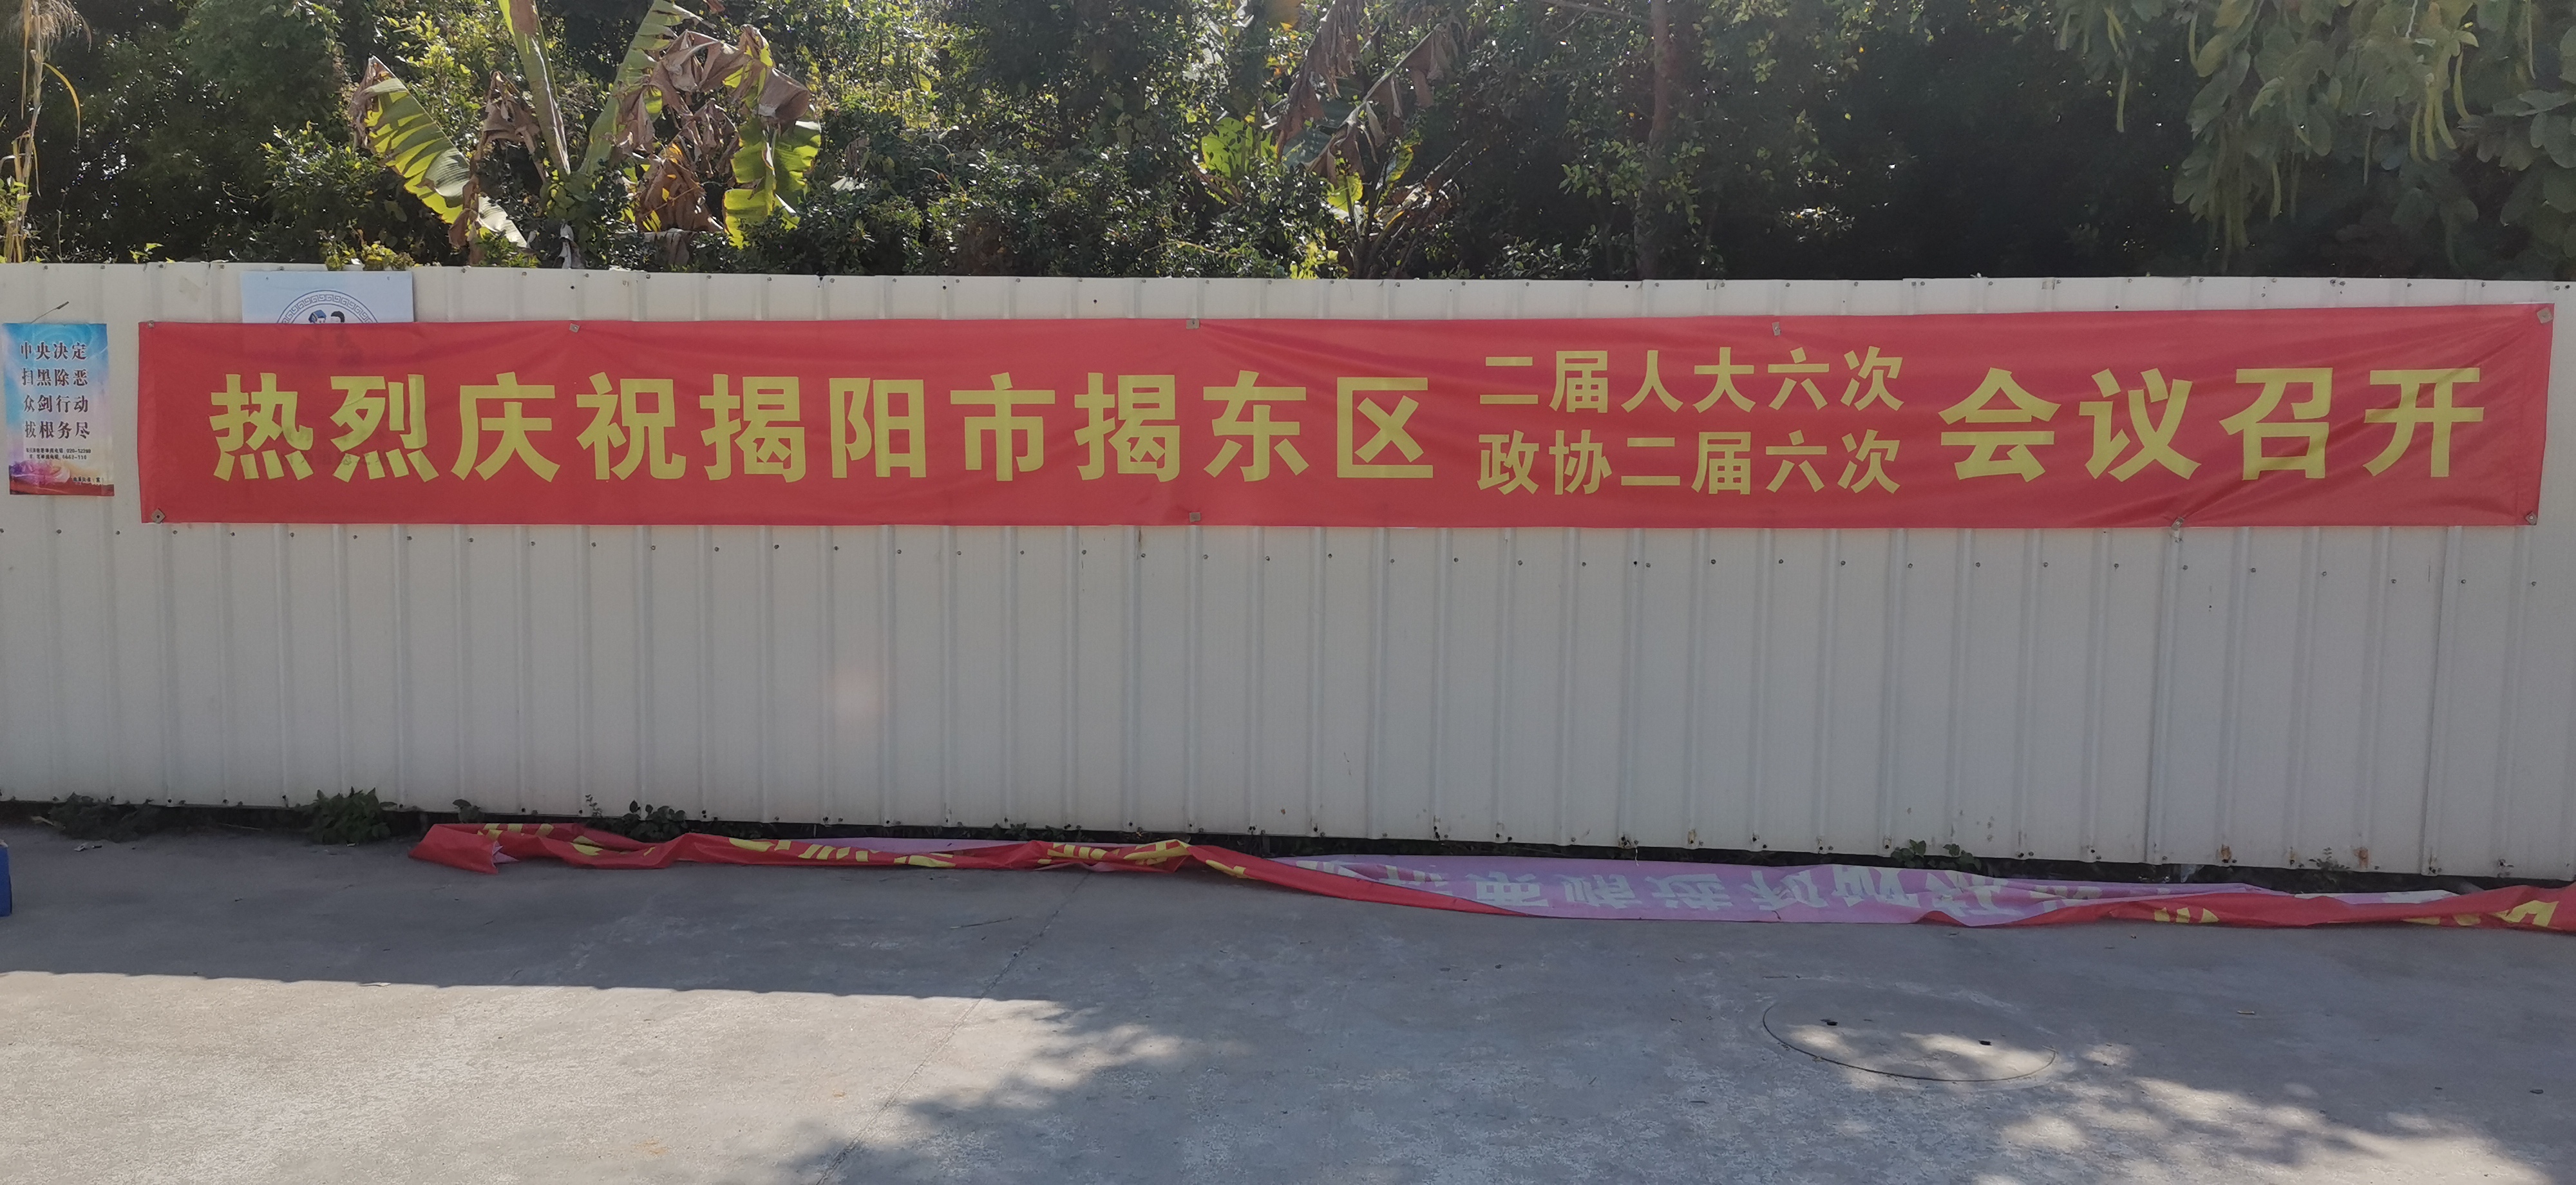 中央决定
扫黑除恶
众剑行动
拔根务尽
热烈庆祝揭阳市揭东区
二届人大六次
政协二届六次
会议召开